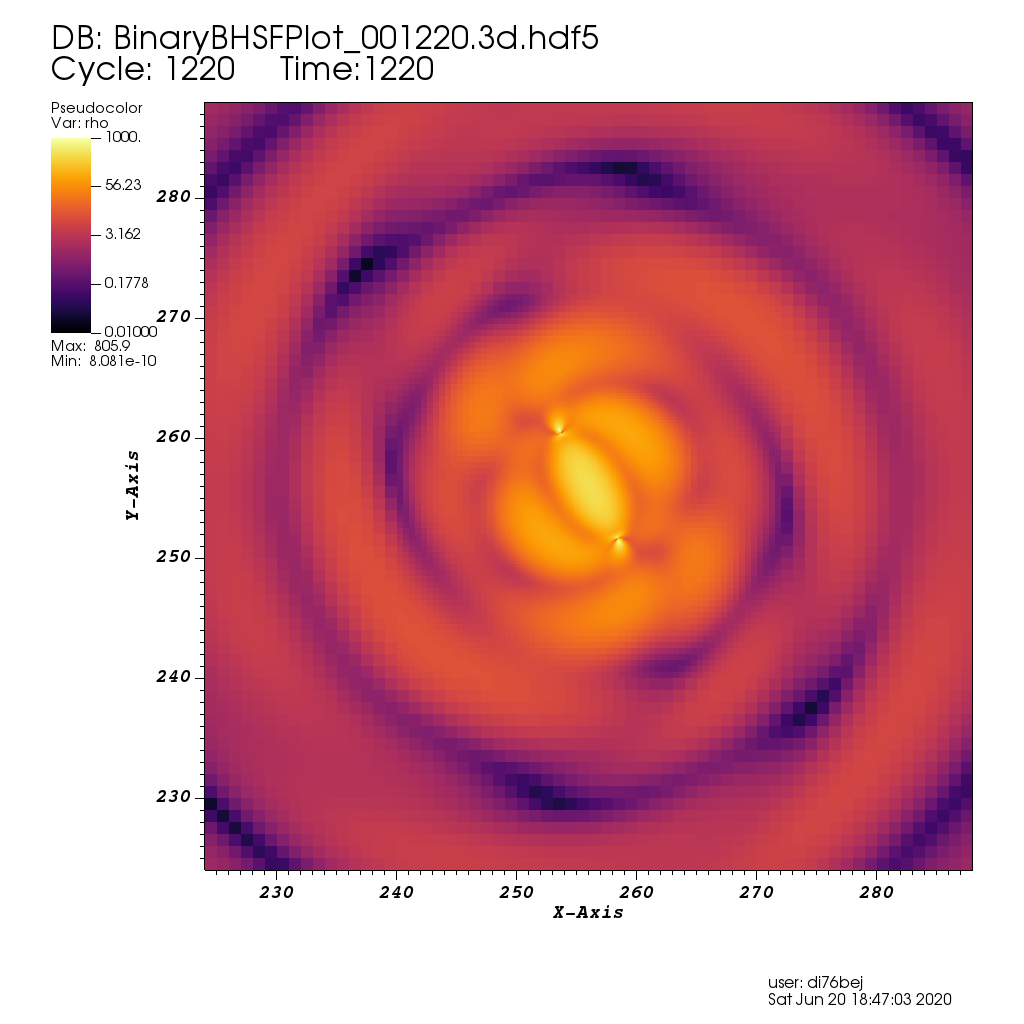 DB: BinaryBHSFPlot_001220.3d.hdf5
Cycle: 1220 Time:1220
Pseudocolor
Var: rho
1000.
56.23
3.162
0.1778
0.01000
Max: 805.9
Min: 8.081e-10
280
270
260
250
240
230
Y-Axis
230 240 250 260 270 280
X-Axis
user: di76bej
Sat Jun 20 18:47:03 2020